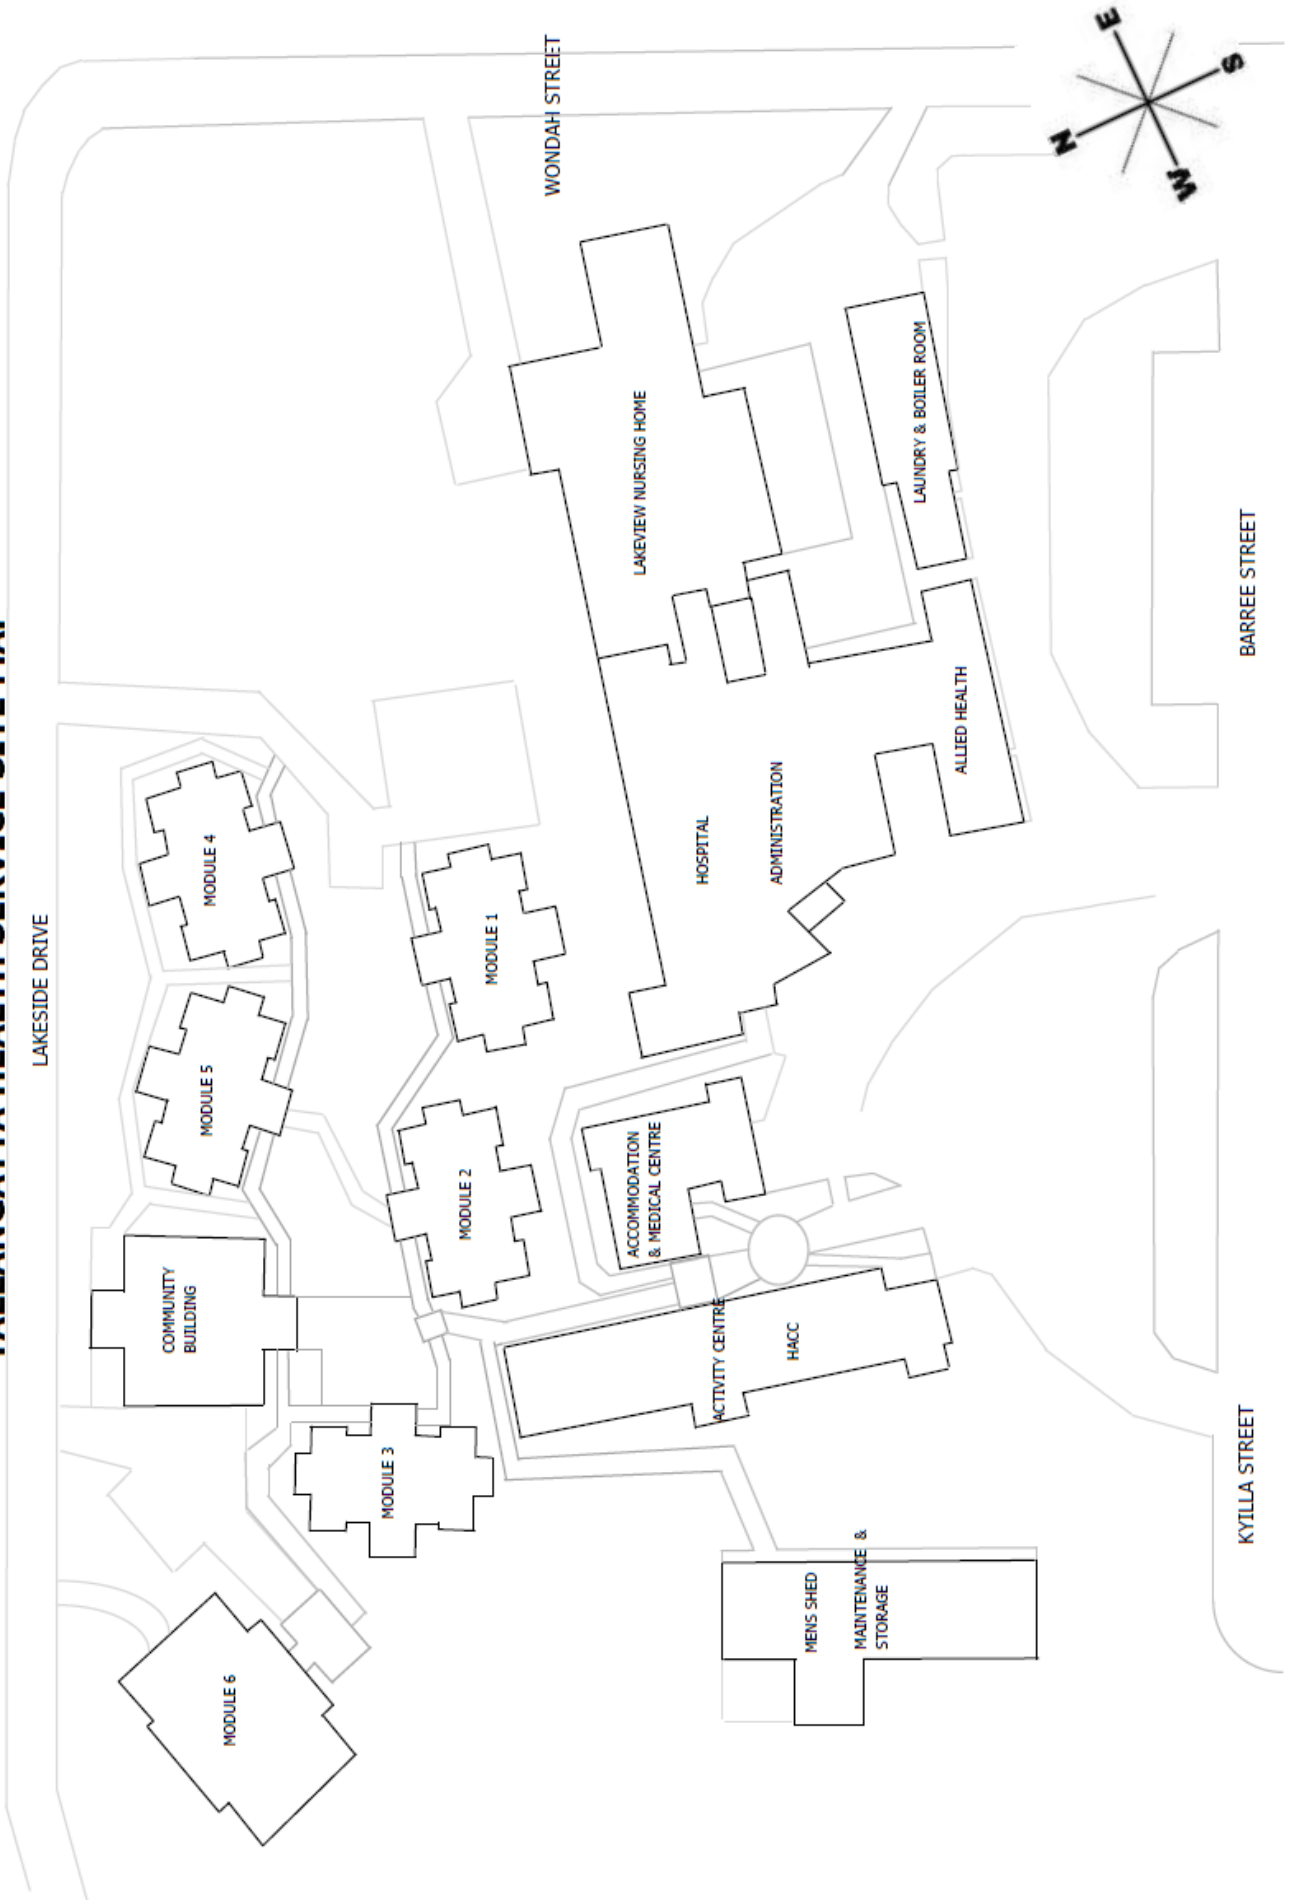 LAKESIDE DRIVE
MODULE 6
COMMUNITY
BUILDING
MODULE 5
MODULE 4
MODULE 3
MODULE 2
MODULE 1
WONDAH STREET
ACCOMMODATION
& MEDICAL CENTRE
LAKEVIEW NURSING HOME
ACTIVITY CENTRE
HOSPITAL
HACC
ADMINISTRATION
MENS SHED
MAINTENANCE &
STORAGE
ALLIED HEALTH
LAUNDRY & BOILER ROOM
KYILLA STREET
BARREE STREET
N
E
S
W